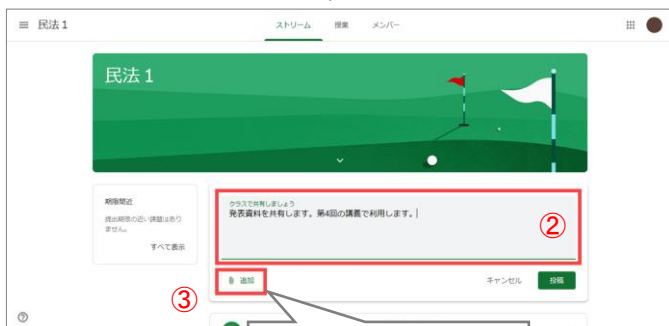 民法1
ストリーム 授業 メンバー
民法1
期限間近
提出期限の近い課題はありません。
すべて表示
クラスで共有しましょう
発表資料を共有します。第4回の講義で利用します。
②
追加
キャンセル 投稿
③